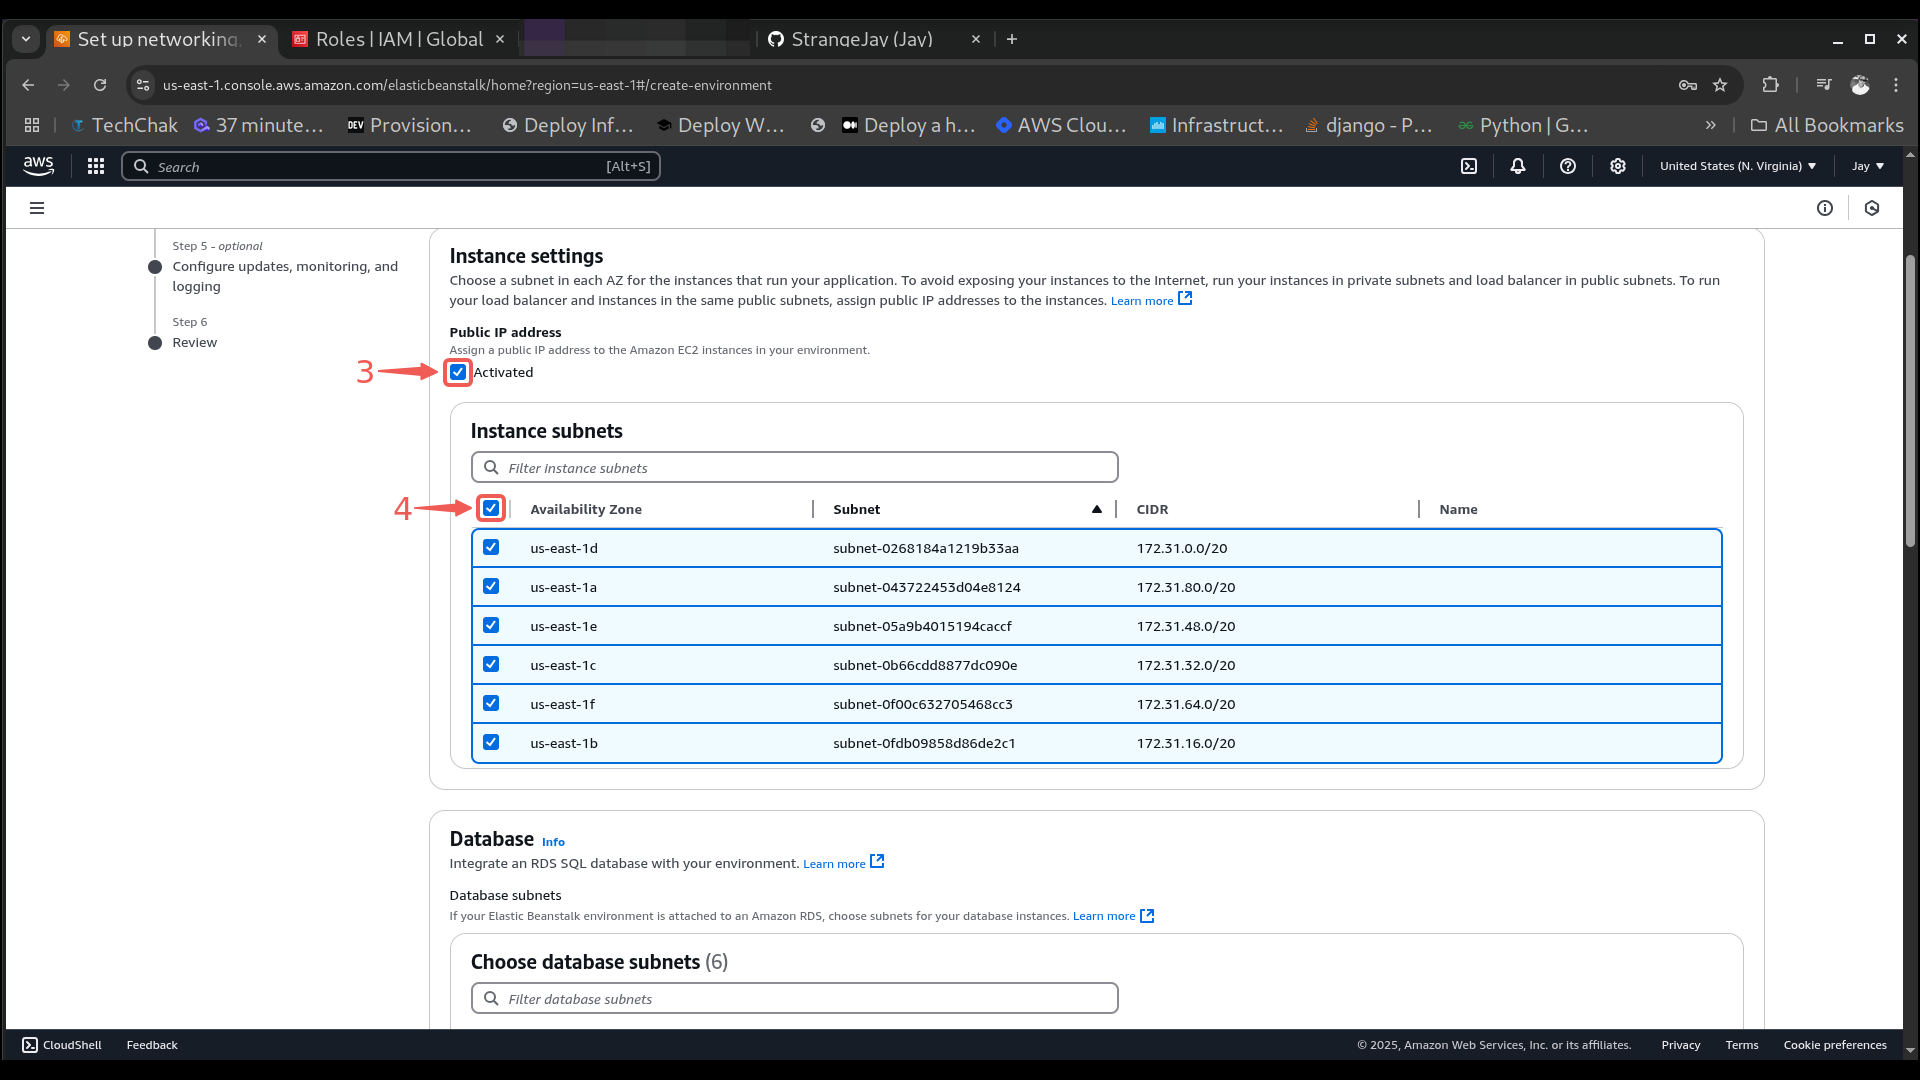 Set up networking,
Roles | IAM | Global
StrangeJay (Jay)
us-east-1.console.aws.amazon.com/elasticbeanstalk/home?region=us-east-1#/create-environment
TechChak
37 minute...
DEV Provision...
Deploy Inf...
Deploy W...
Deploy a h...
AWS Clou...
Infrastruct...
django - P...
Python | G...
All Bookmarks
aws
Search
[Alt+S]
United States (N. Virginia)
Jay
Step 5 - optional
Configure updates, monitoring, and
logging
Step 6
Review
Instance settings
Choose a subnet in each AZ for the instances that run your application. To avoid exposing your instances to the Internet, run your instances in private subnets and load balancer in public subnets. To run
your load balancer and instances in the same public subnets, assign public IP addresses to the instances. Learn more
Public IP address
Assign a public IP address to the Amazon EC2 instances in your environment.
3
Activated
Instance subnets
Filter instance subnets
4
Availability Zone Subnet CIDR Name
us-east-1d subnet-0268184a1219b33aa 172.31.0.0/20
us-east-1a subnet-043722453d04e8124 172.31.80.0/20
us-east-1e subnet-05a9b4015194caccf 172.31.48.0/20
us-east-1c subnet-0b66cdd8877dc090e 172.31.32.0/20
us-east-1f subnet-0f00c632705468cc3 172.31.64.0/20
us-east-1b subnet-0fdb09858d86de2c1 172.31.16.0/20
Database Info
Integrate an RDS SQL database with your environment. Learn more
Database subnets
If your Elastic Beanstalk environment is attached to an Amazon RDS, choose subnets for your database instances. Learn more
Choose database subnets (6)
Filter database subnets
CloudShell
Feedback
© 2025, Amazon Web Services, Inc. or its affiliates.
Privacy
Terms
Cookie preferences